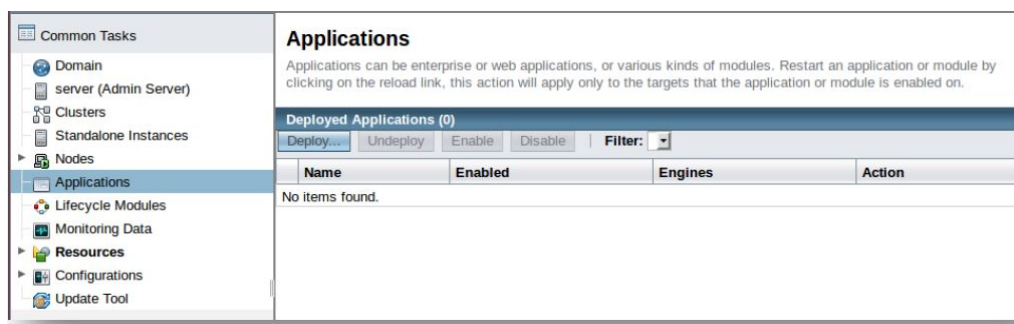 Common Tasks
Domain
server (Admin Server)
Clusters
Standalone Instances
Nodes
Applications
Lifecycle Modules
Monitoring Data
Resources
Configurations
Update Tool
Applications
Applications can be enterprise or web applications, or various kinds of modules. Restart an application or module by
clicking on the reload link, this action will apply only to the targets that the application or module is enabled on.
Deployed Applications (0)
Deploy... Undeploy Enable Disable | Filter:
Name Enabled Engines Action
No items found.